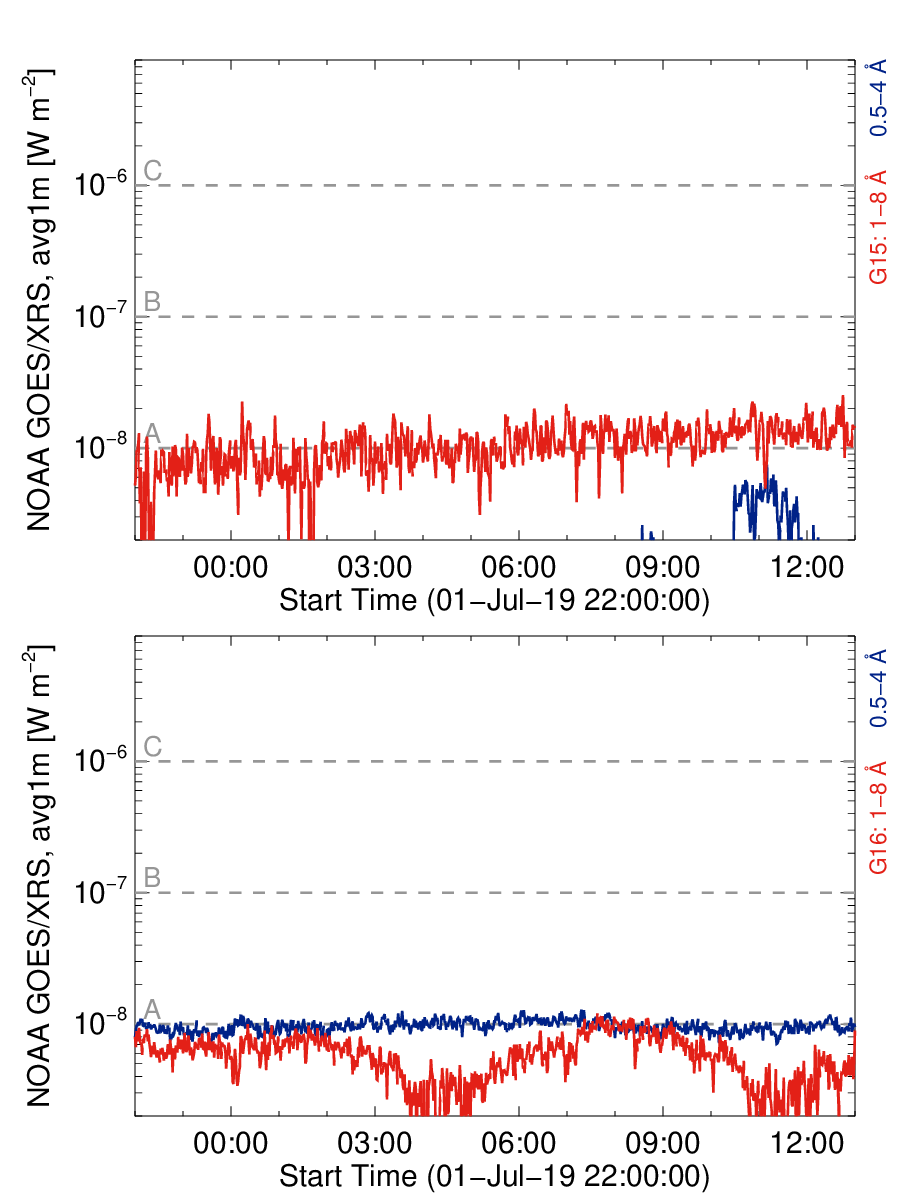 NOAA GOES/XRS, avg1m [W m⁻²]
10⁻⁶
10⁻⁷
10⁻⁸
C
B
A
G15: 1−8 Å
0.5−4 Å
00:00 03:00 06:00 09:00 12:00
Start Time (01−Jul−19 22:00:00)
NOAA GOES/XRS, avg1m [W m⁻²]
10⁻⁶
10⁻⁷
10⁻⁸
C
B
A
G16: 1−8 Å
0.5−4 Å
00:00 03:00 06:00 09:00 12:00
Start Time (01−Jul−19 22:00:00)